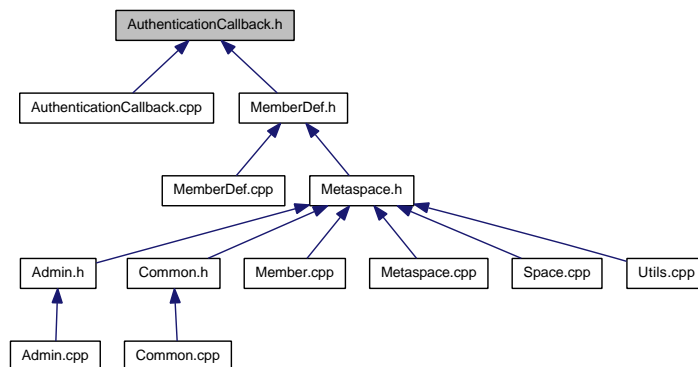 AuthenticationCallback.h
AuthenticationCallback.cpp
MemberDef.h
MemberDef.cpp
Metaspace.h
Admin.h
Common.h
Member.cpp
Metaspace.cpp
Space.cpp
Utils.cpp
Admin.cpp
Common.cpp